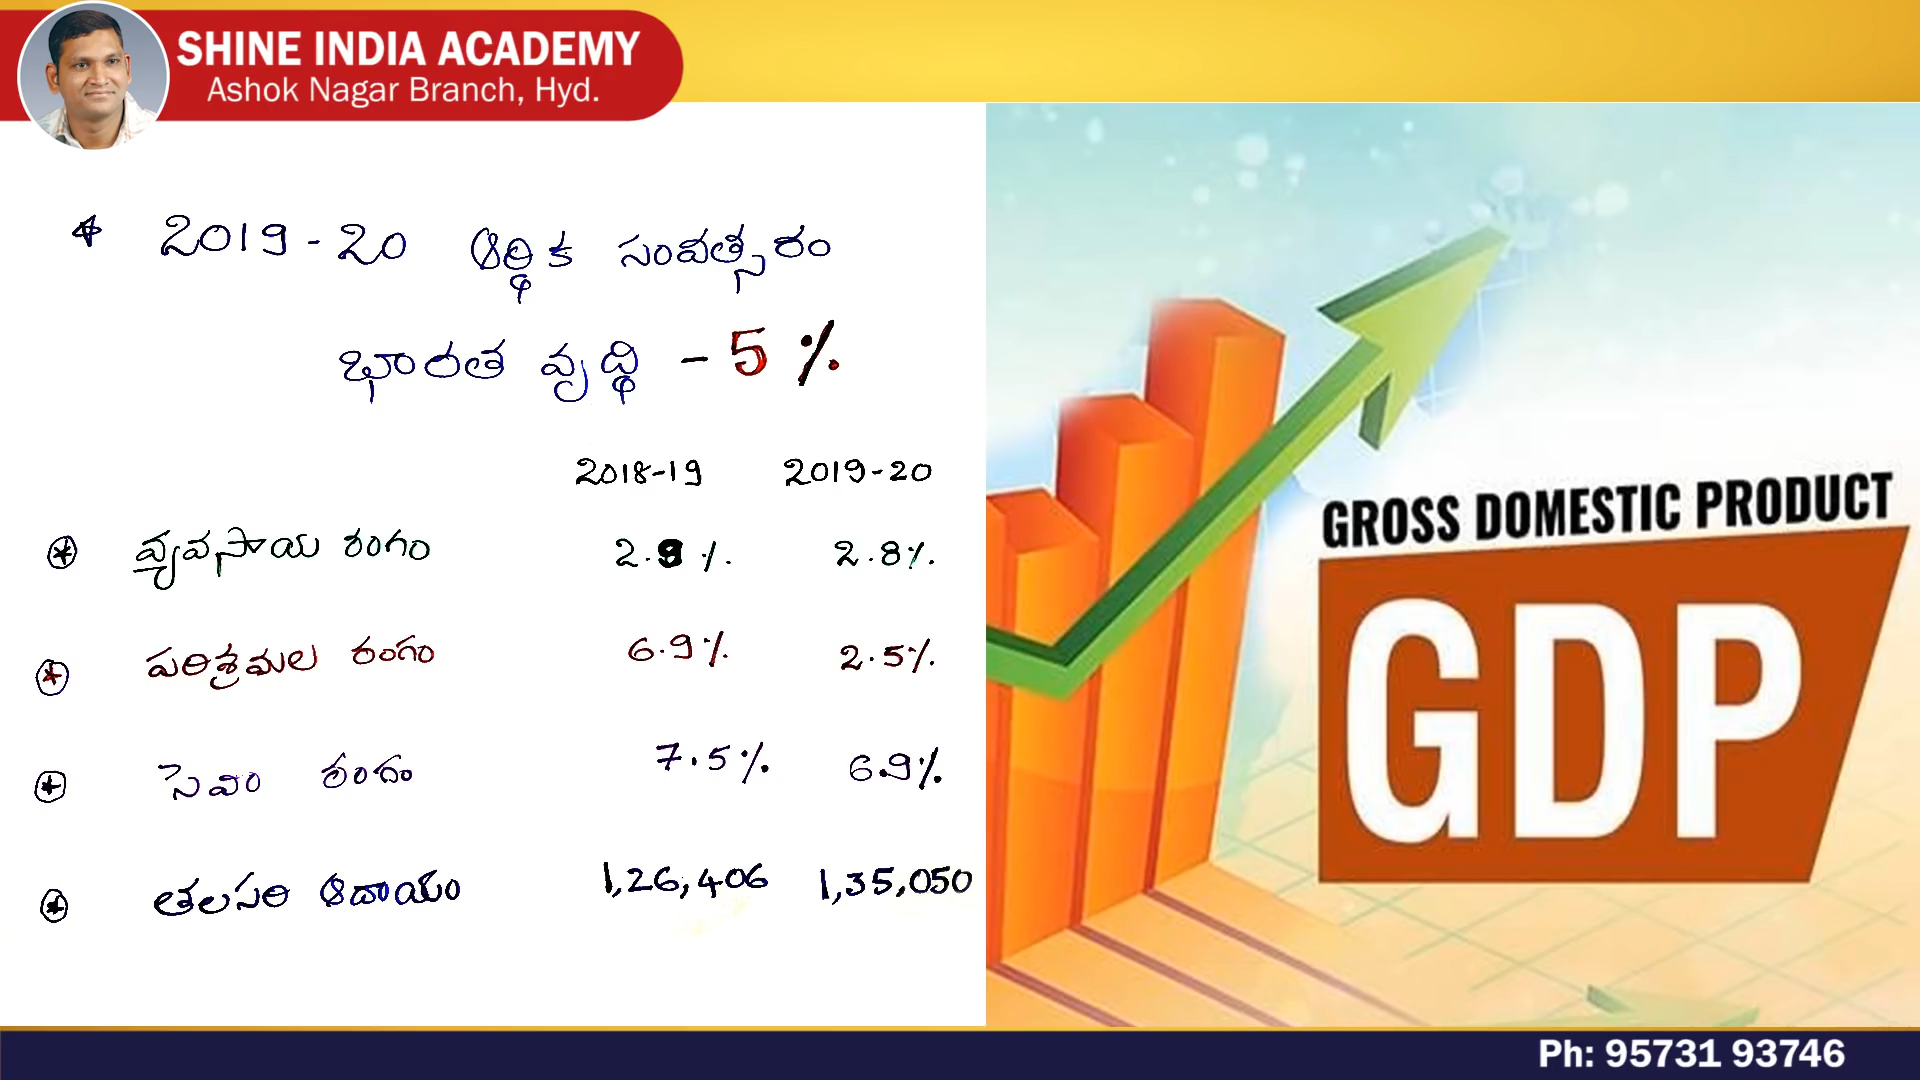 SHINE INDIA ACADEMY
Ashok Nagar Branch, Hyd.
2019-20 ఆర్థిక సంవత్సరం
భారత వృద్ధి - 5%
2018-19 2019-20
వ్యవసాయ రంగం 2.8% 2.8%
పరిశ్రమల రంగం 6.9% 2.5%
సేవా రంగం 7.5% 6.9%
తలసరి ఆదాయం 1,26,406 1,35,050
GROSS DOMESTIC PRODUCT
GDP
Ph: 95731 93746